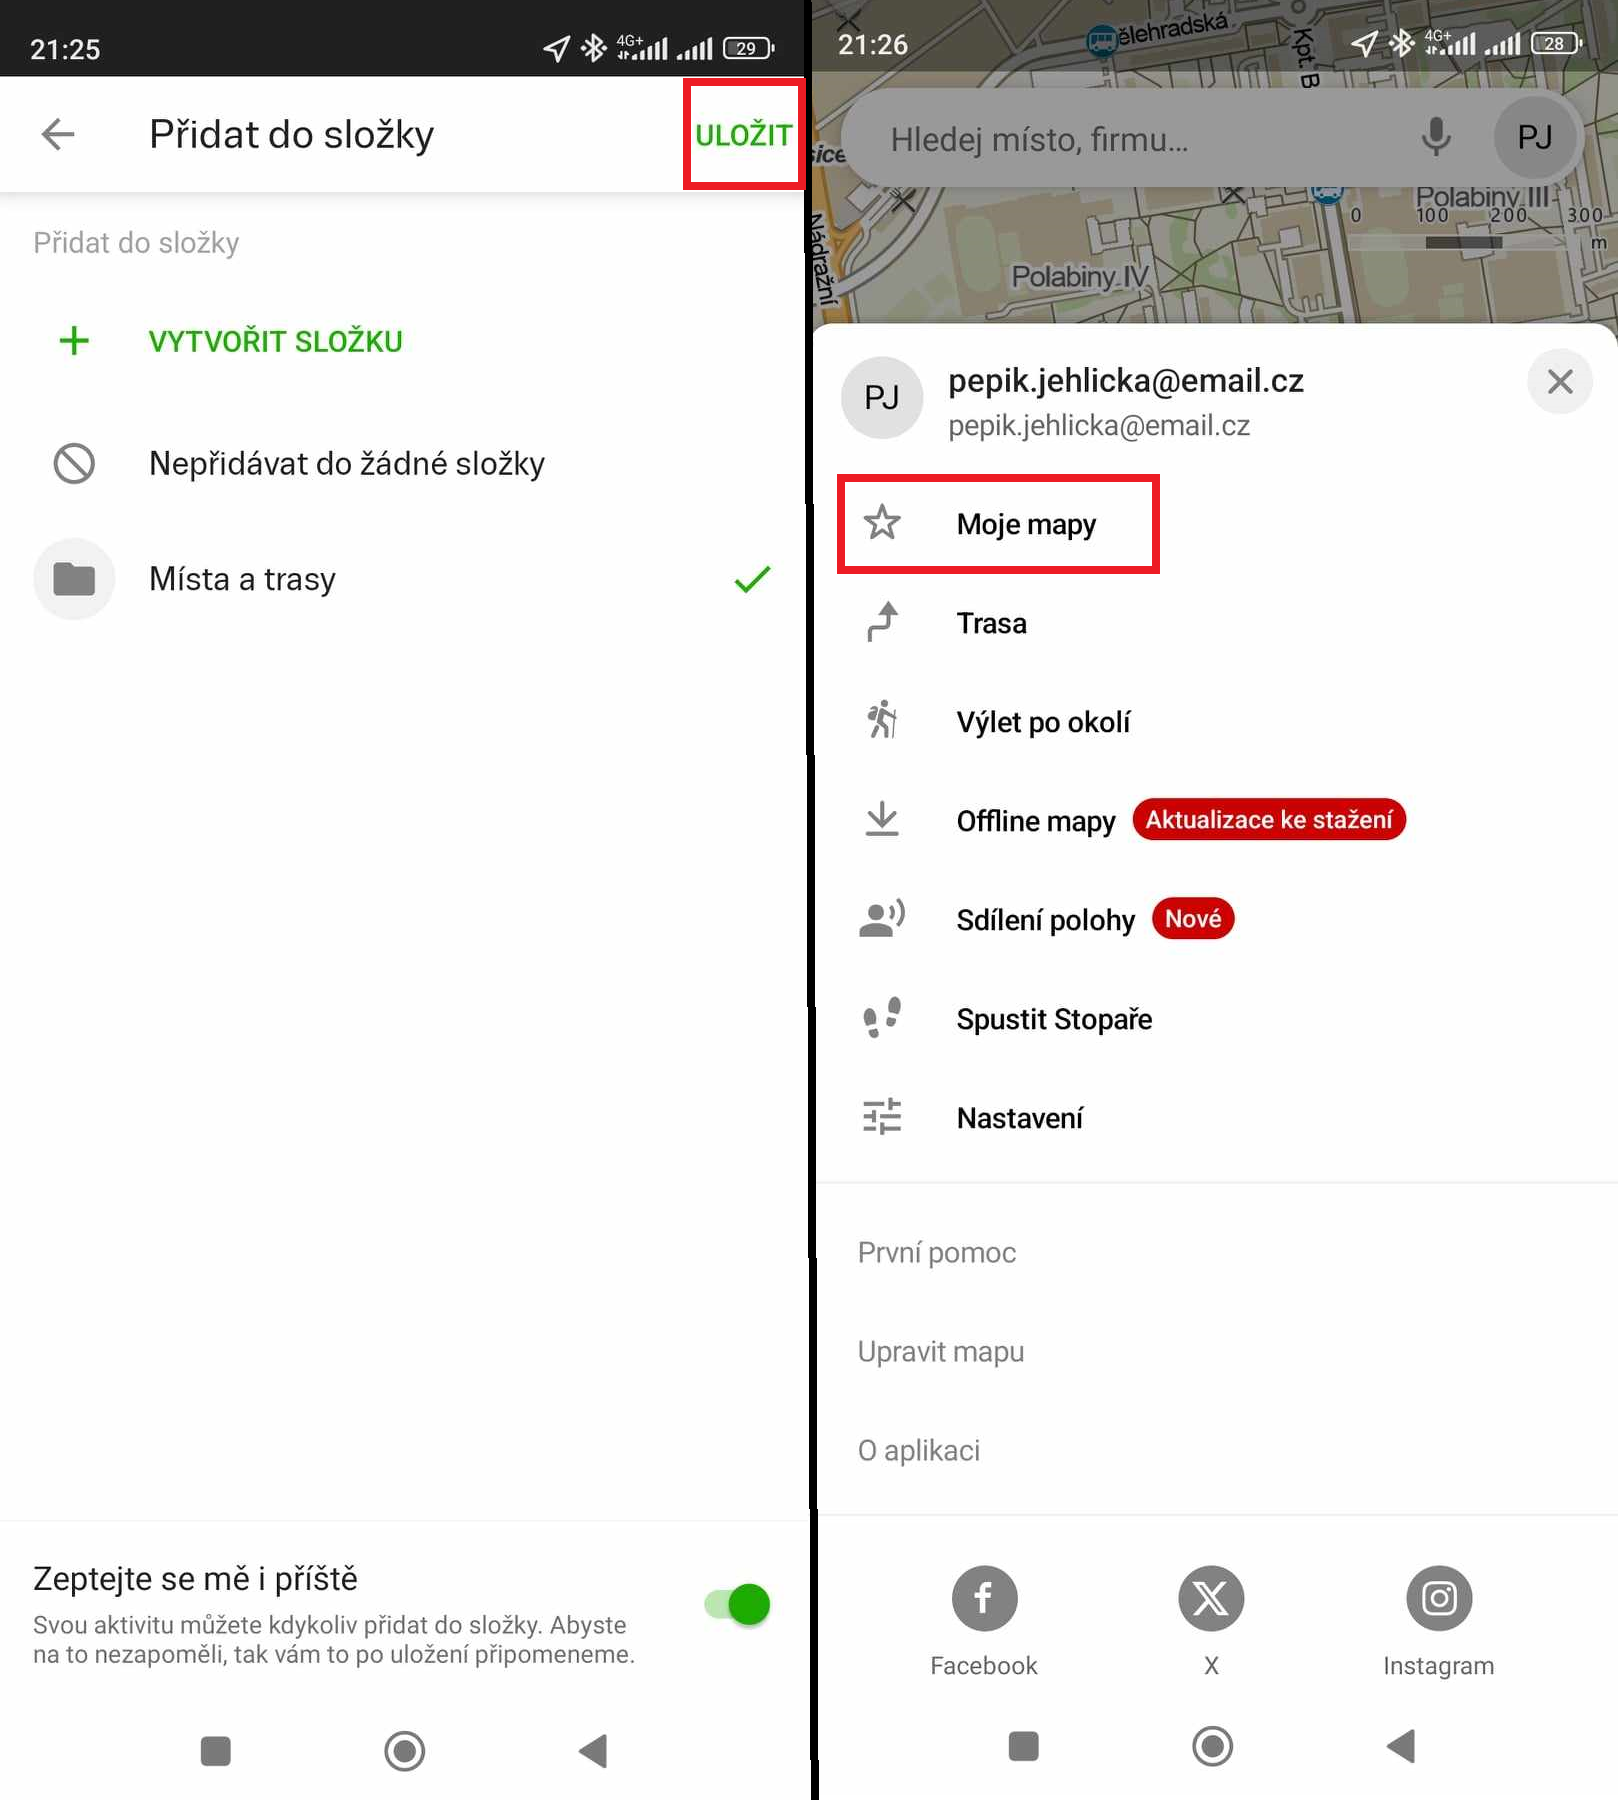 21:25
4G+
29
Přidat do složky
ULOŽIT
Přidat do složky
VYTVOŘIT SLOŽKU
Nepřidávat do žádné složky
Místa a trasy
Zeptejte se mě i příště
Svou aktivitu můžete kdykoliv přidat do složky. Abyste
na to nezapoměli, tak vám to po uložení připomeneme.
21:26
4G+
28
ělehradská
Kpt. B
Hledej místo, firmu...
PJ
sice
Nádražní
Polabiny III
0 100 200 300
m
Polabiny IV
PJ
pepik.jehlicka@email.cz
pepik.jehlicka@email.cz
Moje mapy
Trasa
Výlet po okolí
Offline mapy
Aktualizace ke stažení
Sdílení polohy
Nové
Spustit Stopaře
Nastavení
První pomoc
Upravit mapu
O aplikaci
Facebook
X
Instagram